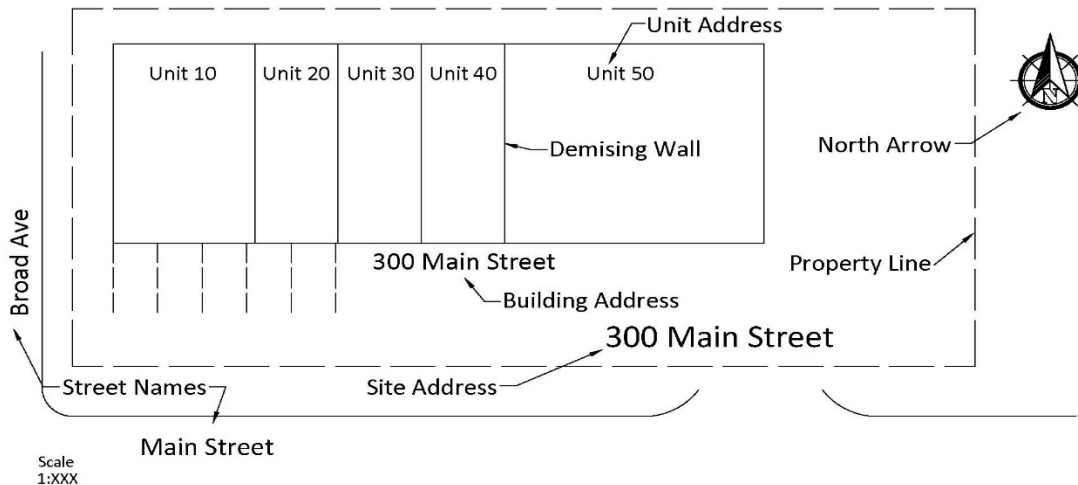 Unit Address
Unit 10
Unit 20
Unit 30
Unit 40
Unit 50
N
Demising Wall
North Arrow
Broad Ave
300 Main Street
Property Line
Building Address
300 Main Street
Street Names
Site Address
Main Street
Scale
1:XXX